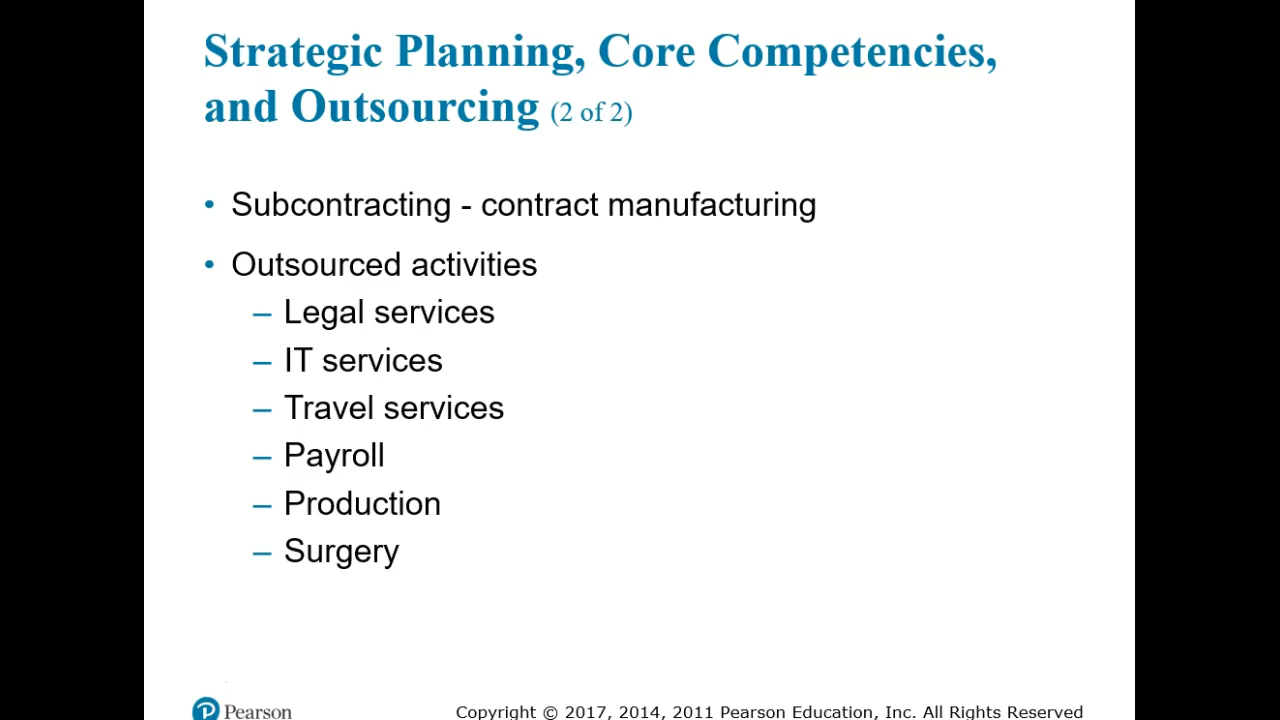 Strategic Planning, Core Competencies,
and Outsourcing (2 of 2)
• Subcontracting - contract manufacturing
• Outsourced activities
– Legal services
– IT services
– Travel services
– Payroll
– Production
– Surgery
Pearson
Copyright © 2017, 2014, 2011 Pearson Education, Inc. All Rights Reserved